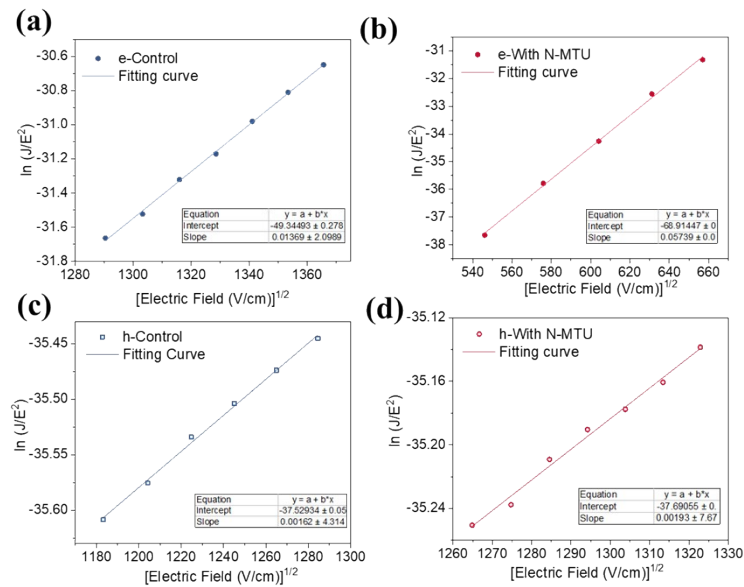 (a)
e-Control
Fitting curve
ln (J/E²)
-30.6
-30.8
-31.0
-31.2
-31.4
-31.6
-31.8
Equation y = a + b*x
Intercept -49.34493 ± 0.278
Slope 0.01369 ± 2.0989
1280 1300 1320 1340 1360
[Electric Field (V/cm)]^1/2
(b)
e-With N-MTU
Fitting curve
ln (J/E²)
-31
-32
-33
-34
-35
-36
-37
-38
Equation y = a + b*x
Intercept -68.91447 ± 0
Slope 0.05739 ± 0.0
540 560 580 600 620 640 660
[Electric Field (V/cm)]^1/2
(c)
h-Control
Fitting Curve
ln (J/E²)
-35.45
-35.50
-35.55
-35.60
Equation y = a + b*x
Intercept -37.52934 ± 0.05
Slope 0.00162 ± 4.314
1180 1200 1220 1240 1260 1280 1300
[Electric Field (V/cm)]^1/2
(d)
h-With N-MTU
Fitting curve
ln (J/E²)
-35.12
-35.16
-35.20
-35.24
Equation y = a + b*x
Intercept -37.69055 ± 0.
Slope 0.00193 ± 7.67
1260 1270 1280 1290 1300 1310 1320 1330
[Electric Field (V/cm)]^1/2